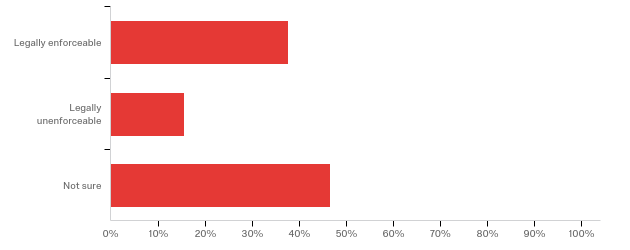 Legally enforceable
Legally
unenforceable
Not sure
0% 10% 20% 30% 40% 50% 60% 70% 80% 90% 100%